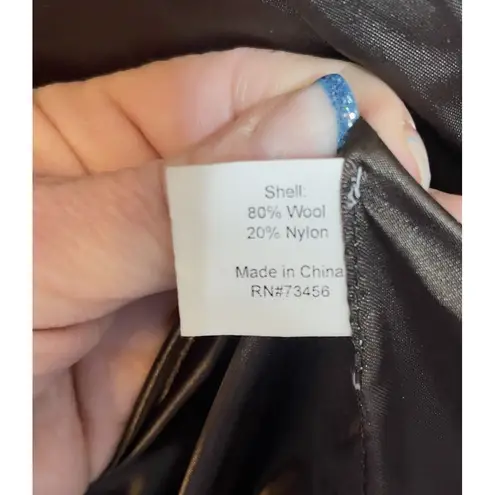 Shell:
80% Wool
20% Nylon
Made in China
RN#73456